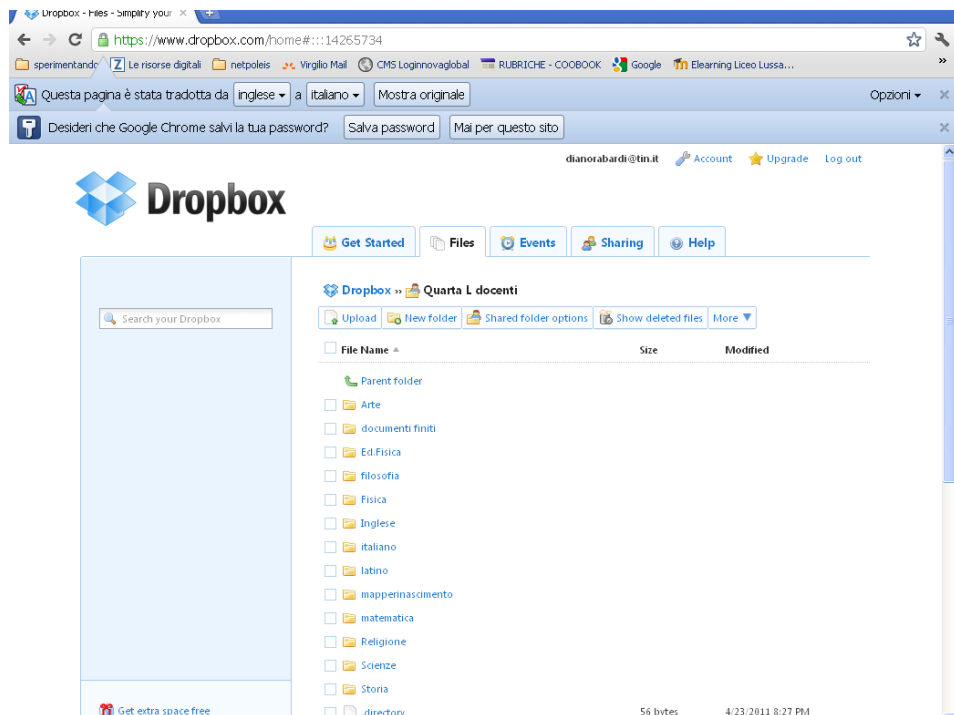 Dropbox - Files - Simplify your
https://www.dropbox.com/home#:::14265734
sperimentando Le risorse digitali netpoleis Virgilio Mail CMS Loginnovaglobal RUBRICHE - COOBOOK Google Elearning Liceo Lussa... »
Questa pagina è stata tradotta da inglese a italiano Mostra originale Opzioni
Desideri che Google Chrome salvi la tua password? Salva password Mai per questo sito
dianorabardi@tin.it Account Upgrade Log out
Dropbox
Get Started Files Events Sharing Help
Dropbox » Quarta L docenti
Search your Dropbox
Upload New folder Shared folder options Show deleted files More
File Name Size Modified
Parent folder
Arte
documenti finiti
Ed.Fisica
filosofia
Fisica
Inglese
italiano
latino
mapperinascimento
matematica
Religione
Scienze
Storia
Get extra space free
.directory 56 bytes 4/23/2011 8:27 PM